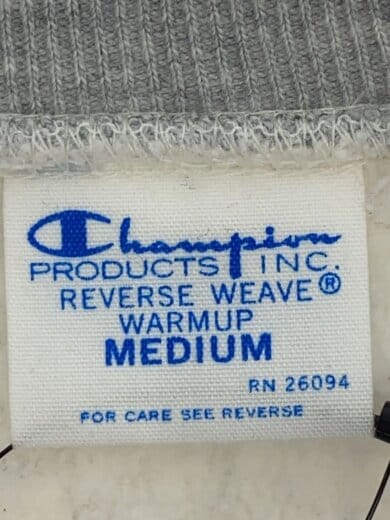 Champion
PRODUCTS INC.
REVERSE WEAVE®
WARMUP
MEDIUM
RN 26094
FOR CARE SEE REVERSE